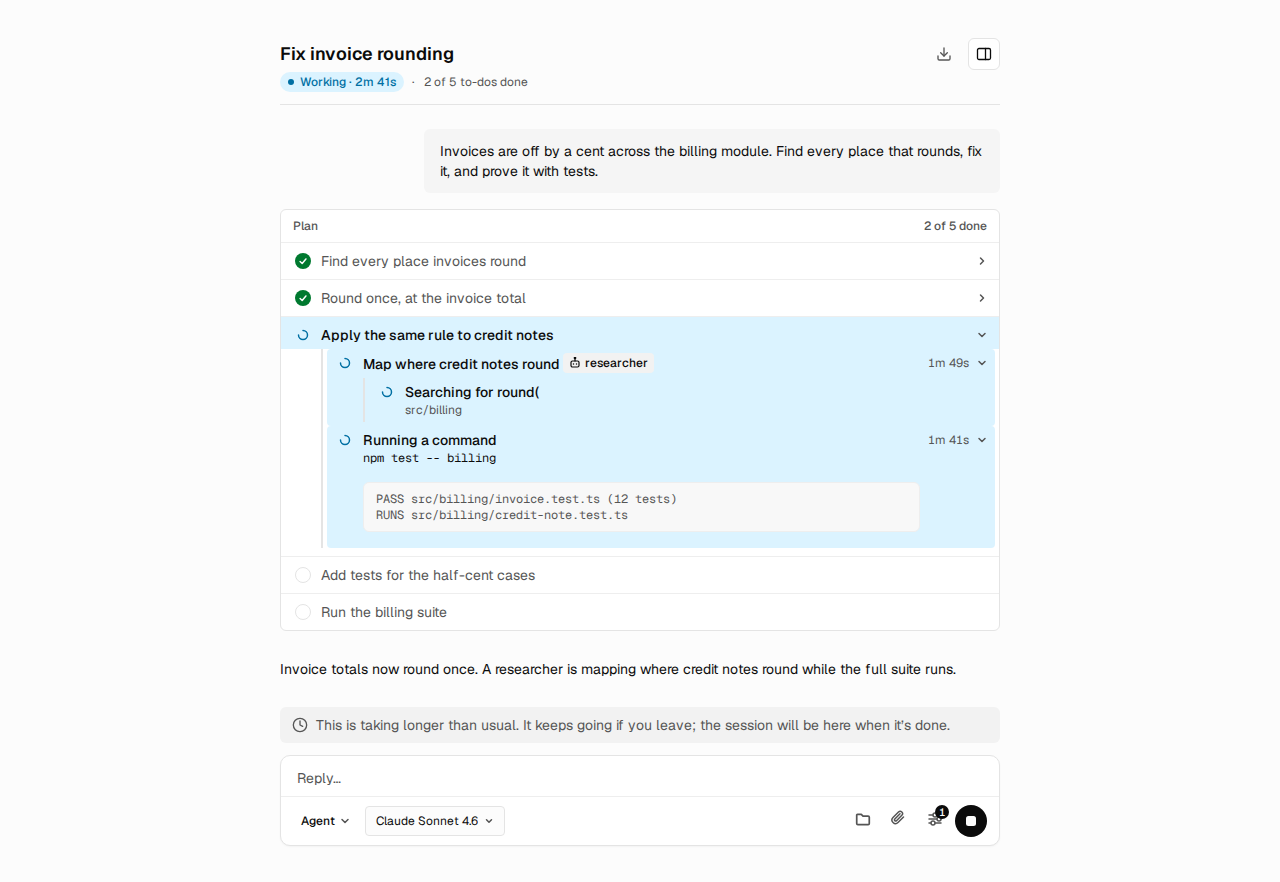 Fix invoice rounding
Working · 2m 41s · 2 of 5 to-dos done
Invoices are off by a cent across the billing module. Find every place that rounds, fix
it, and prove it with tests.
Plan 2 of 5 done
Find every place invoices round
Round once, at the invoice total
Apply the same rule to credit notes
Map where credit notes round researcher 1m 49s
Searching for round(
src/billing
Running a command 1m 41s
npm test -- billing
PASS src/billing/invoice.test.ts (12 tests)
RUNS src/billing/credit-note.test.ts
Add tests for the half-cent cases
Run the billing suite
Invoice totals now round once. A researcher is mapping where credit notes round while the full suite runs.
This is taking longer than usual. It keeps going if you leave; the session will be here when it's done.
Reply…
Agent Claude Sonnet 4.6 1